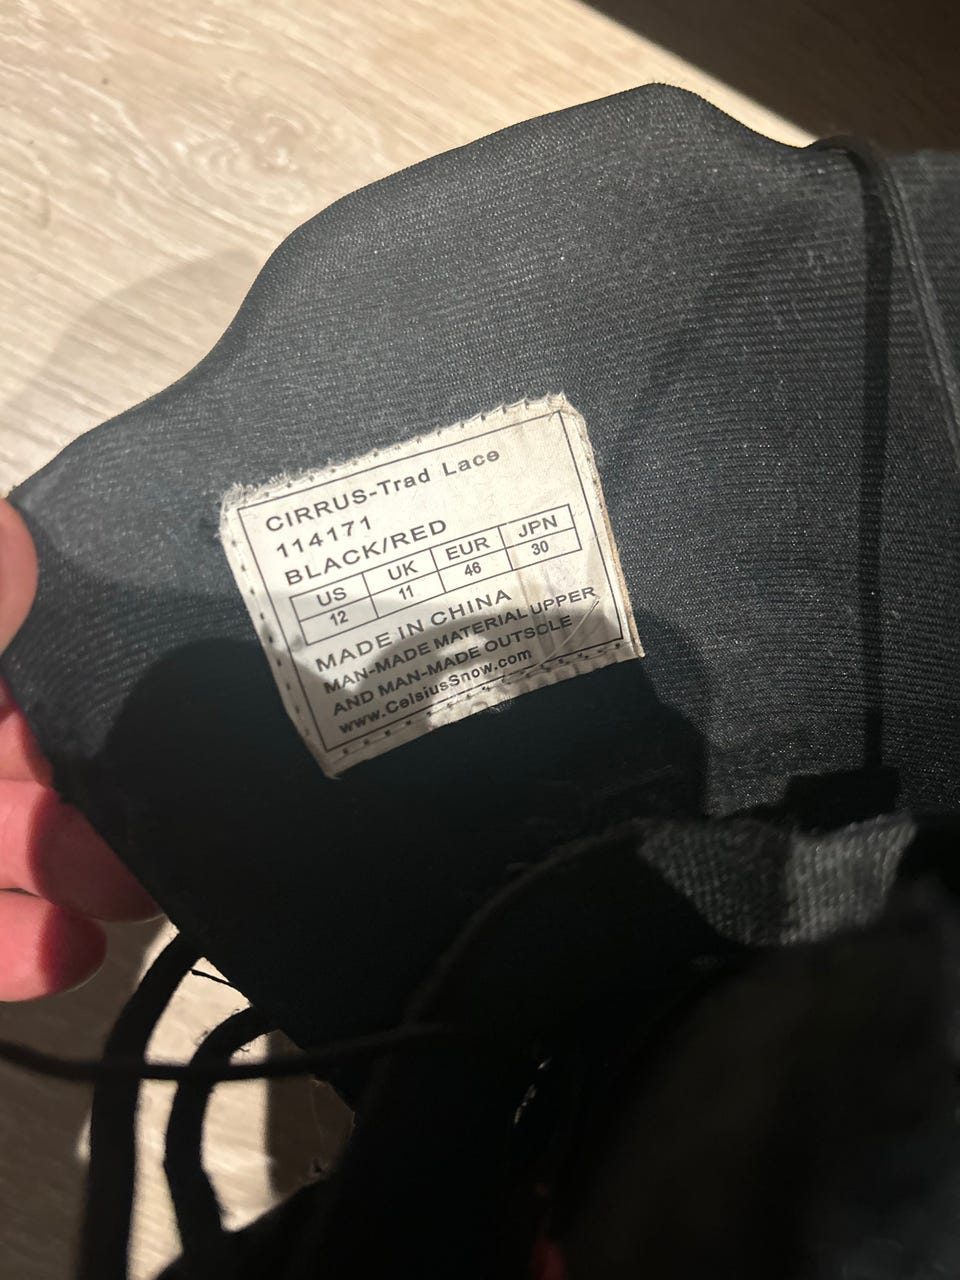 CIRRUS-Trad Lace
114171
BLACK/RED
US UK EUR JPN
12 11 46 30
MADE IN CHINA
MAN-MADE MATERIAL UPPER
AND MAN-MADE OUTSOLE
www.CelsiusSnow.com